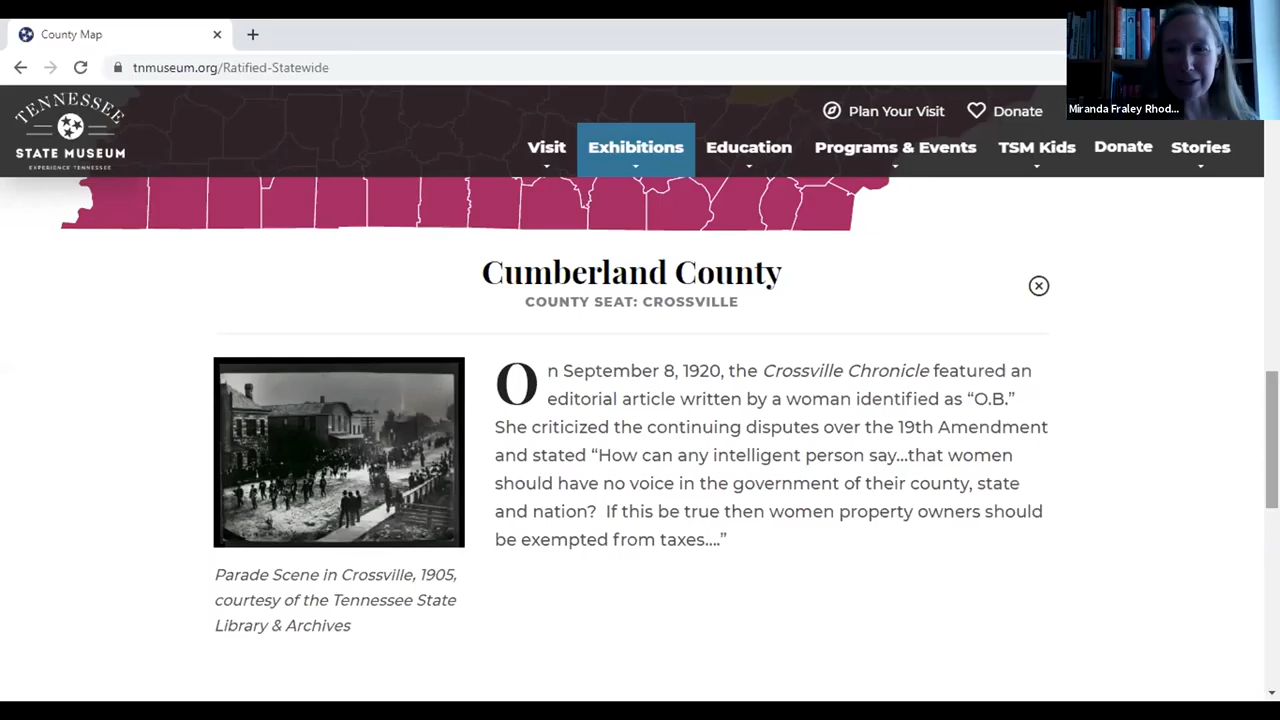 County Map
tnmuseum.org/Ratified-Statewide
Miranda Fraley Rhod...
TENNESSEE
STATE MUSEUM
EXPERIENCE TENNESSEE
Plan Your Visit
Donate
Visit
Exhibitions
Education
Programs & Events
TSM Kids
Donate
Stories
Cumberland County
COUNTY SEAT: CROSSVILLE
On September 8, 1920, the Crossville Chronicle featured an
editorial article written by a woman identified as “O.B.”
She criticized the continuing disputes over the 19th Amendment
and stated “How can any intelligent person say...that women
should have no voice in the government of their county, state
and nation? If this be true then women property owners should
be exempted from taxes....”
Parade Scene in Crossville, 1905,
courtesy of the Tennessee State
Library & Archives